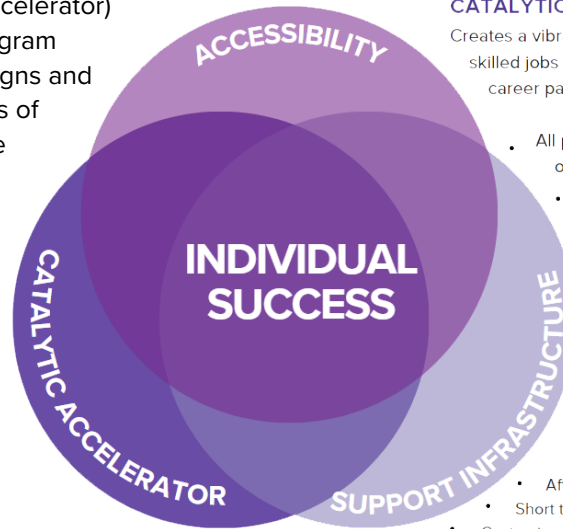 celerator)
gram
igns and
s of
e
ACCESSIBILITY
INDIVIDUAL
SUCCESS
CATALYTIC ACCELERATOR
SUPPORT INFRASTRUCTURE
CATALYTIC
Creates a vibr
skilled jobs
career pa
• All p
o
•
• Af
• Short t